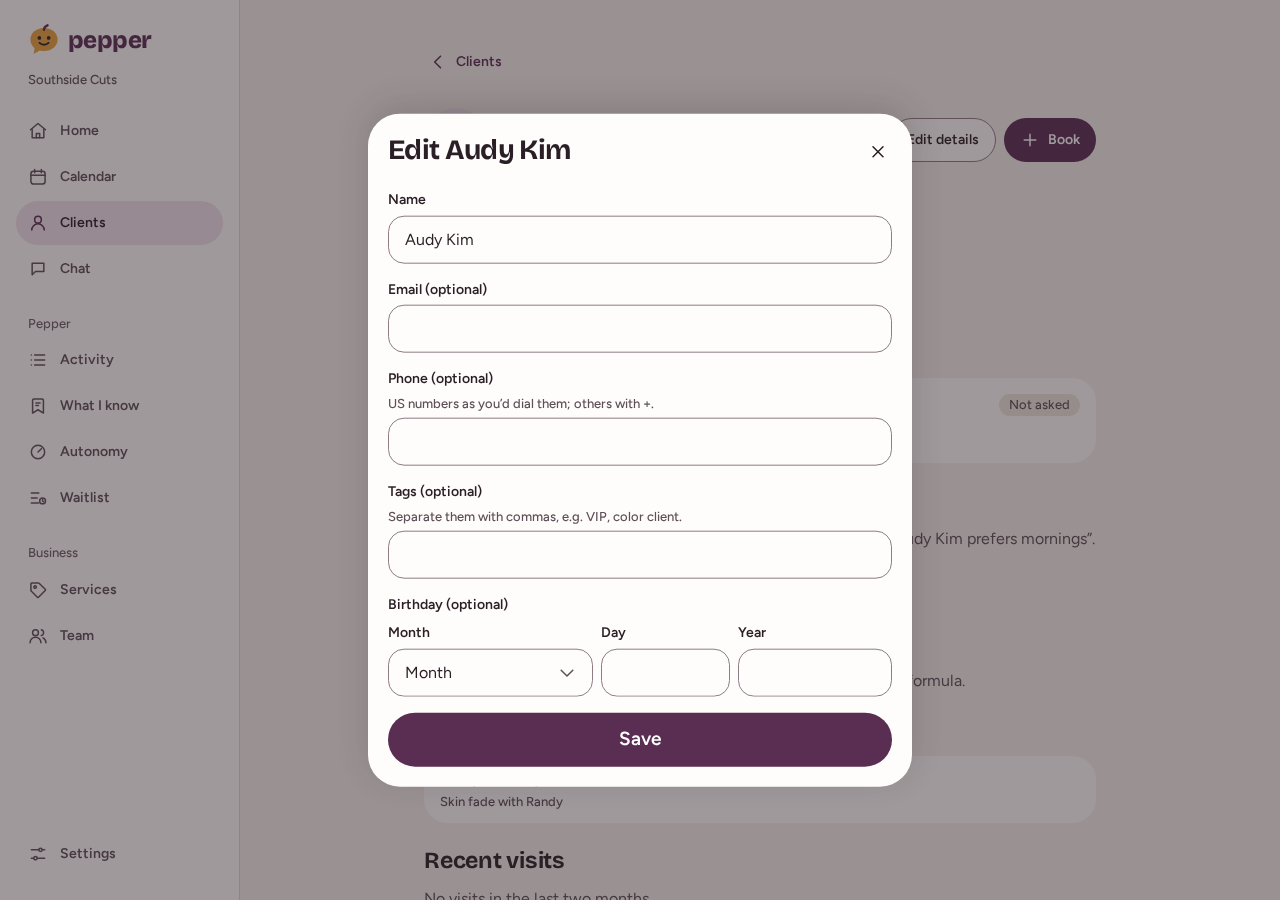 pepper
Southside Cuts
Home
Calendar
Clients
Chat
Pepper
Activity
What I know
Autonomy
Waitlist
Business
Services
Team
Settings
Clients
Edit details
Book
Edit Audy Kim
Name
Audy Kim
Email (optional)
Phone (optional)
US numbers as you’d dial them; others with +.
Tags (optional)
Separate them with commas, e.g. VIP, color client.
Birthday (optional)
Month
Day
Year
Month
Save
Not asked
Kim prefers mornings”.
Skin fade with Randy
Recent visits
No visits in the last two months.